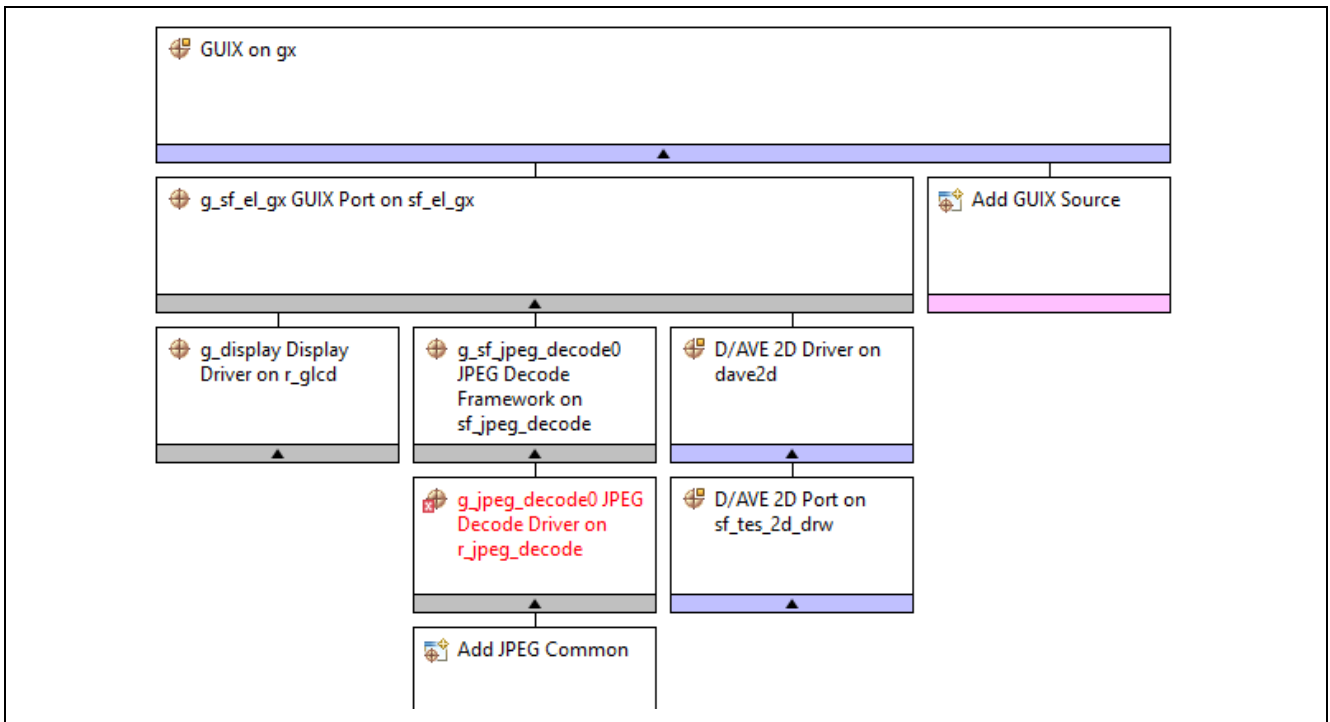 GUIX on gx
g_sf_el_gx GUIX Port on sf_el_gx
Add GUIX Source
g_display Display
Driver on r_glcd
g_sf_jpeg_decode0
JPEG Decode
Framework on
sf_jpeg_decode
D/AVE 2D Driver on
dave2d
g_jpeg_decode0 JPEG
Decode Driver on
r_jpeg_decode
D/AVE 2D Port on
sf_tes_2d_drw
Add JPEG Common